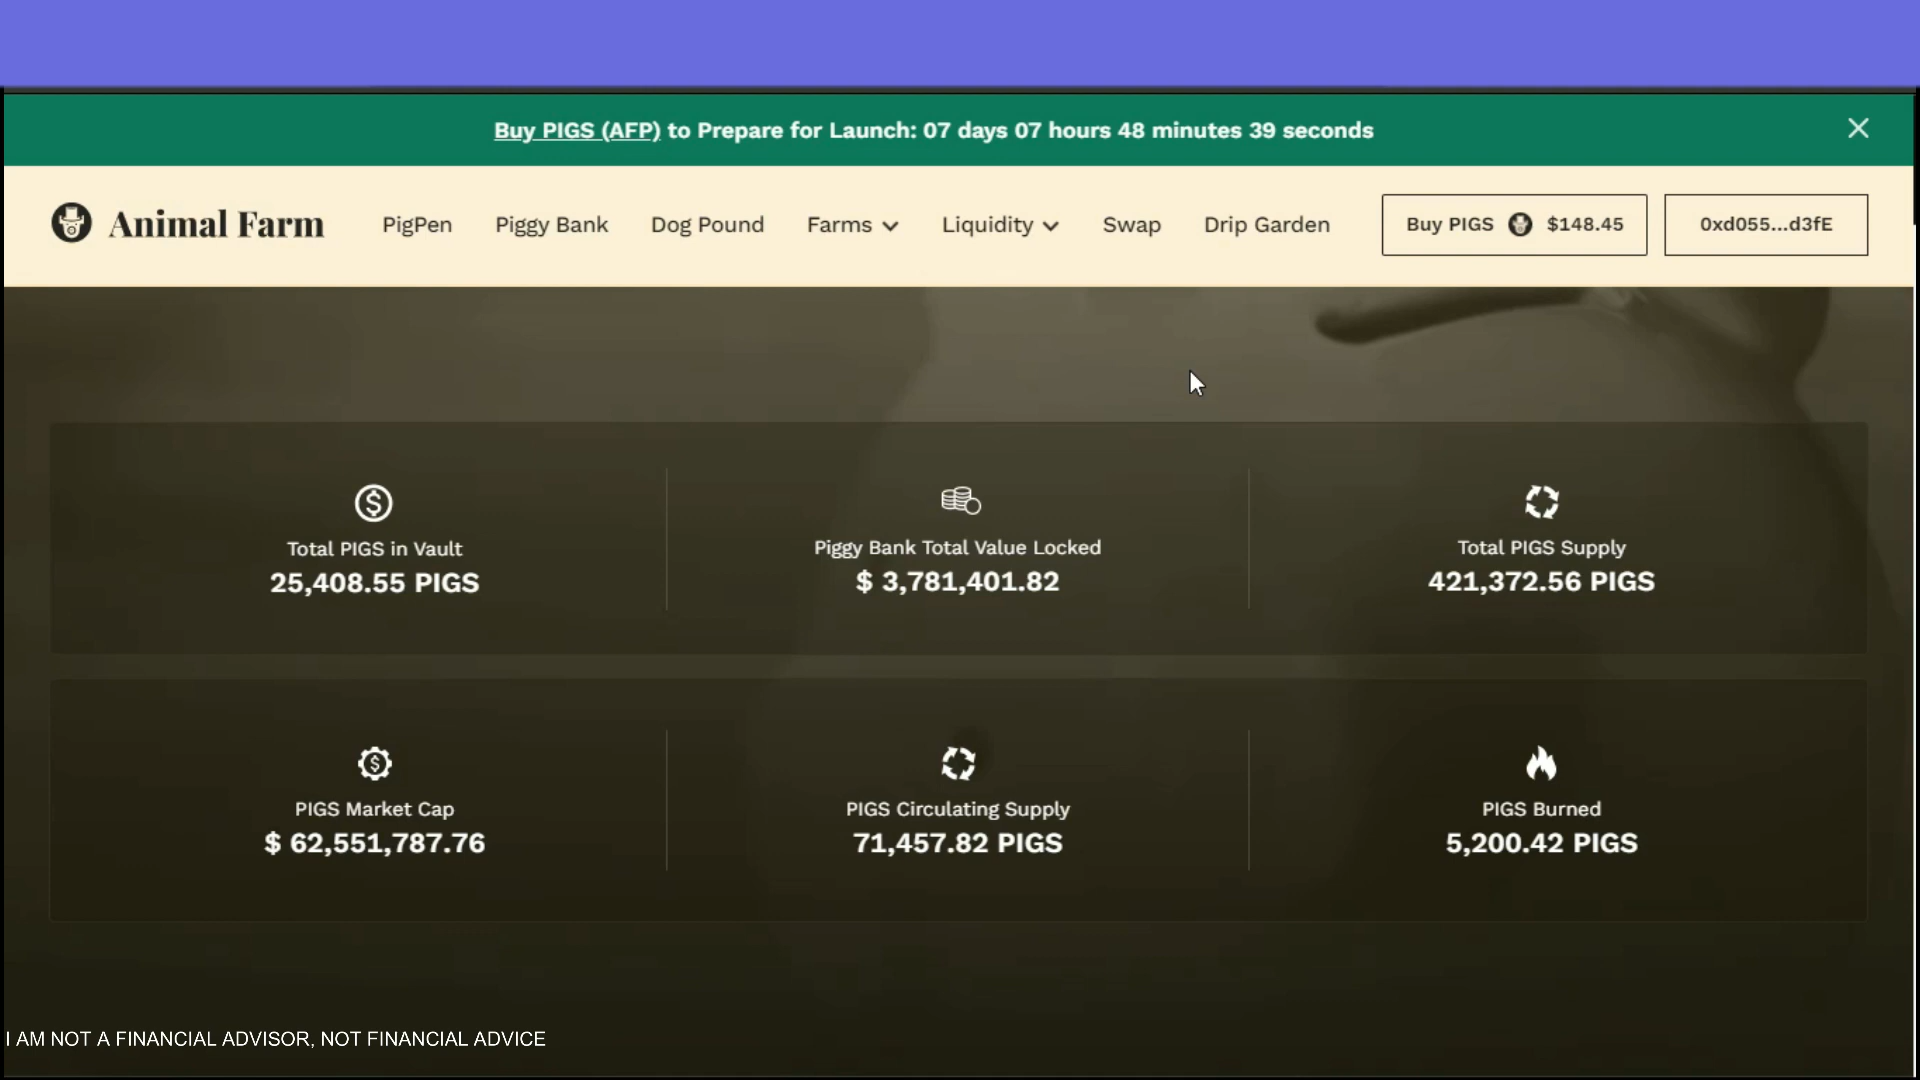 Buy PIGS (AFP) to Prepare for Launch: 07 days 07 hours 48 minutes 39 seconds
Animal Farm PigPen Piggy Bank Dog Pound Farms Liquidity Swap Drip Garden Buy PIGS $148.45 0xd055...d3fE
Total PIGS in Vault Piggy Bank Total Value Locked Total PIGS Supply
25,408.55 PIGS $ 3,781,401.82 421,372.56 PIGS
PIGS Market Cap PIGS Circulating Supply PIGS Burned
$ 62,551,787.76 71,457.82 PIGS 5,200.42 PIGS
I AM NOT A FINANCIAL ADVISOR, NOT FINANCIAL ADVICE